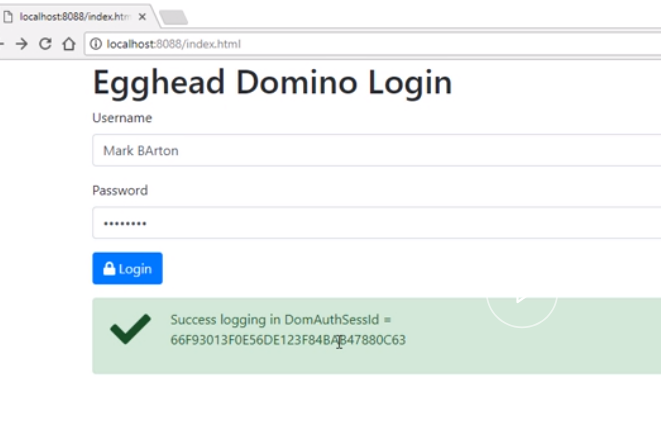 localhost:8088/index.htm
localhost:8088/index.html
Egghead Domino Login
Username
Mark BArton
Password
••••••••
Login
Success logging in DomAuthSessId =
66F93013F0E56DE123F84BAB47880C63